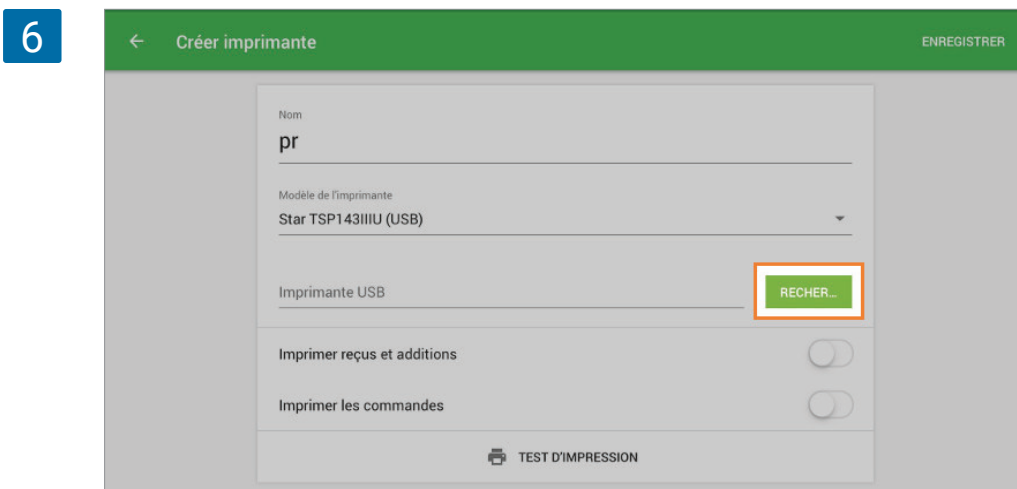 6
Créer imprimante
ENREGISTRER
Nom
pr
Modèle de l'imprimante
Star TSP143IIIU (USB)
Imprimante USB
RECHER...
Imprimer reçus et additions
Imprimer les commandes
TEST D'IMPRESSION